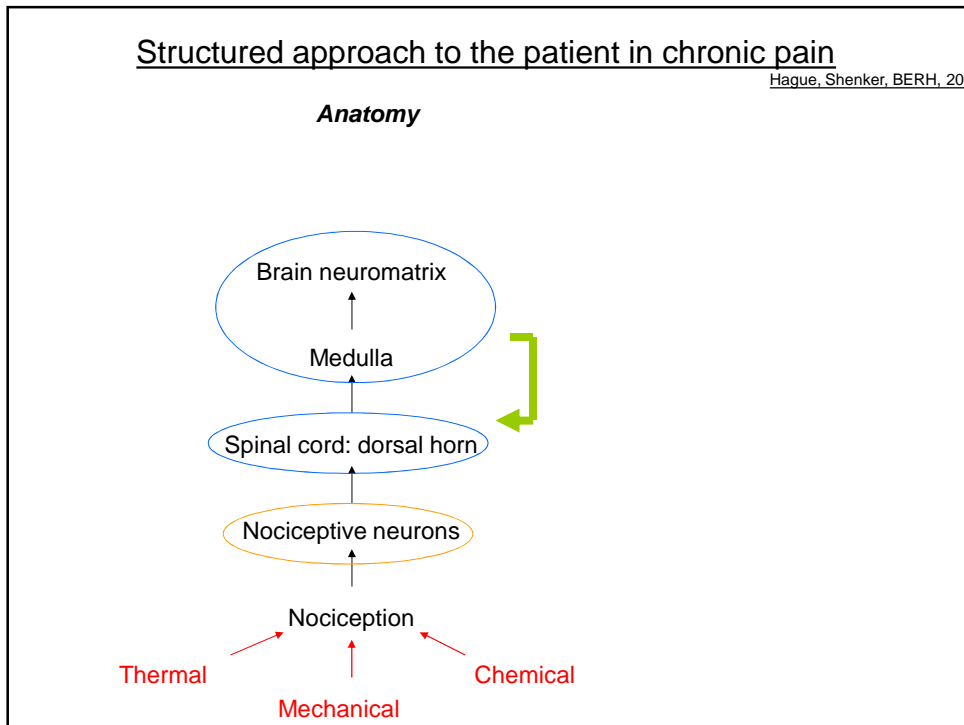 Structured approach to the patient in chronic pain
Hague, Shenker, BERH, 20
Anatomy
Brain neuromatrix
Medulla
Spinal cord: dorsal horn
Nociceptive neurons
Nociception
Thermal
Chemical
Mechanical